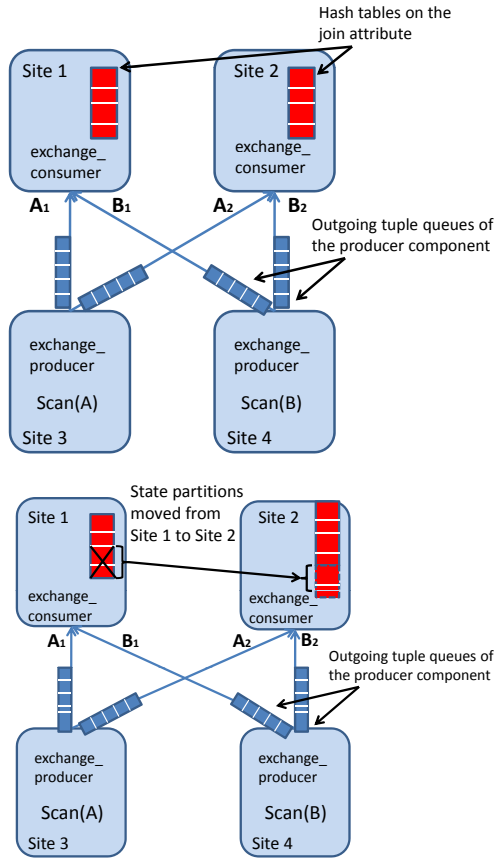 Hash tables on the
join attribute
Site 1
Site 2
exchange_
consumer
exchange_
consumer
A1
B1
A2
B2
Outgoing tuple queues of
the producer component
exchange_
producer
exchange_
producer
Scan(A)
Scan(B)
Site 3
Site 4
State partitions
moved from
Site 1 to Site 2
Site 1
Site 2
exchange_
consumer
exchange_
consumer
A1
B1
A2
B2
Outgoing tuple queues
of the producer component
exchange_
producer
exchange_
producer
Scan(A)
Scan(B)
Site 3
Site 4